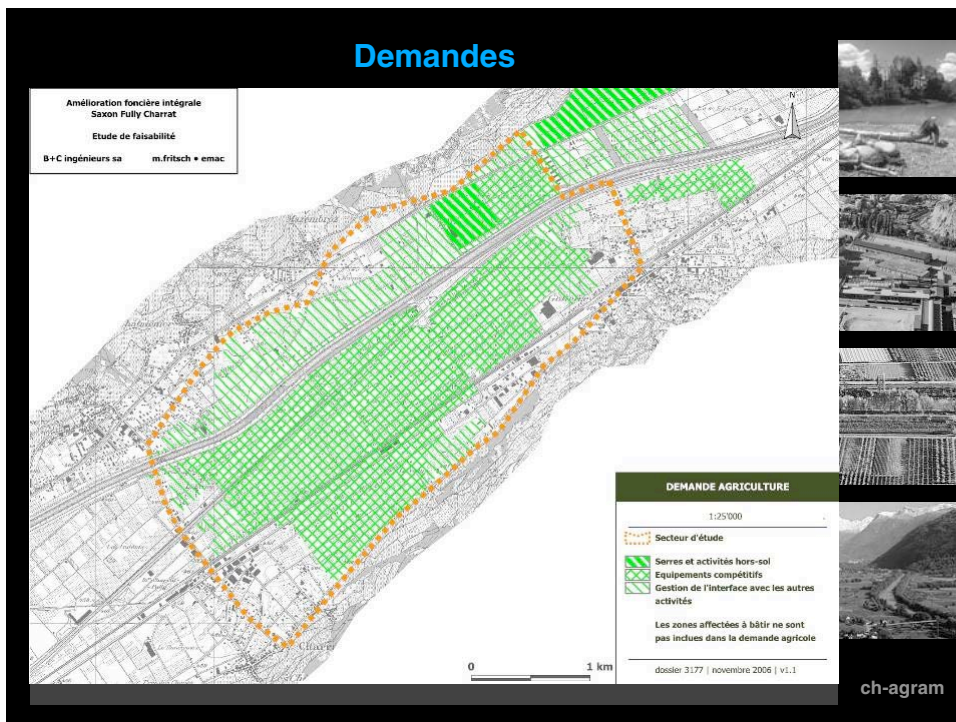 Demandes
Amélioration foncière intégrale
Saxon Fully Charrat
Etude de faisabilité
B+C ingénieurs sa m.fritsch • emac
N
Mazembroz
DEMANDE AGRICULTURE
1:25'000
Secteur d'étude
Serres et activités hors-sol
Equipements compétitifs
Gestion de l'interface avec les autres
activités
Les zones affectées à bâtir ne sont
pas inclues dans la demande agricole
0 1 km
dossier 3177 | novembre 2006 | v1.1
ch-agram